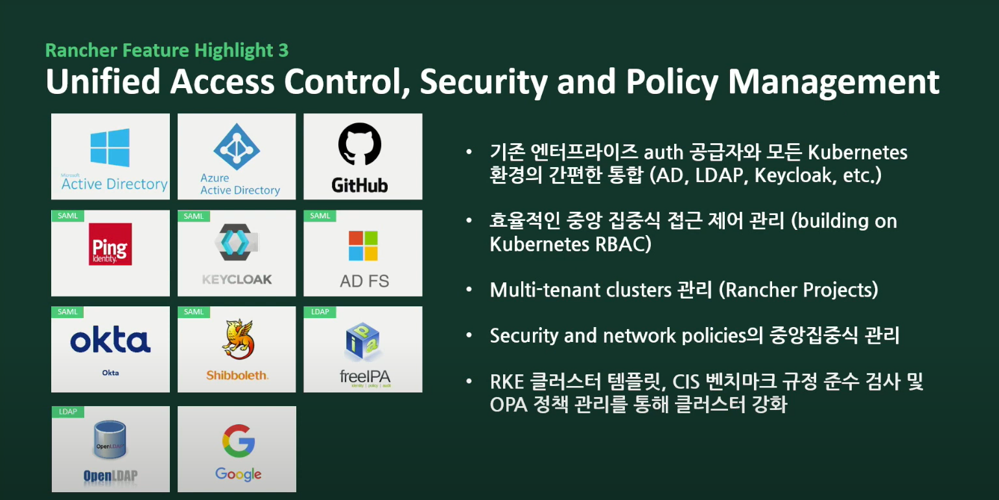 Rancher Feature Highlight 3
Unified Access Control, Security and Policy Management
Microsoft
Active Directory
Azure
Active Directory
GitHub
SAML
Ping
Identity.
SAML
KEYCLOAK
SAML
AD FS
SAML
okta
Okta
SAML
Shibboleth.
LDAP
ipa
freeIPA
identity | policy | audit
LDAP
OpenLDAP
OpenLDAP
Google
• 기존 엔터프라이즈 auth 공급자와 모든 Kubernetes
환경의 간편한 통합 (AD, LDAP, Keycloak, etc.)
• 효율적인 중앙 집중식 접근 제어 관리 (building on
Kubernetes RBAC)
• Multi-tenant clusters 관리 (Rancher Projects)
• Security and network policies의 중앙집중식 관리
• RKE 클러스터 템플릿, CIS 벤치마크 규정 준수 검사 및
OPA 정책 관리를 통해 클러스터 강화